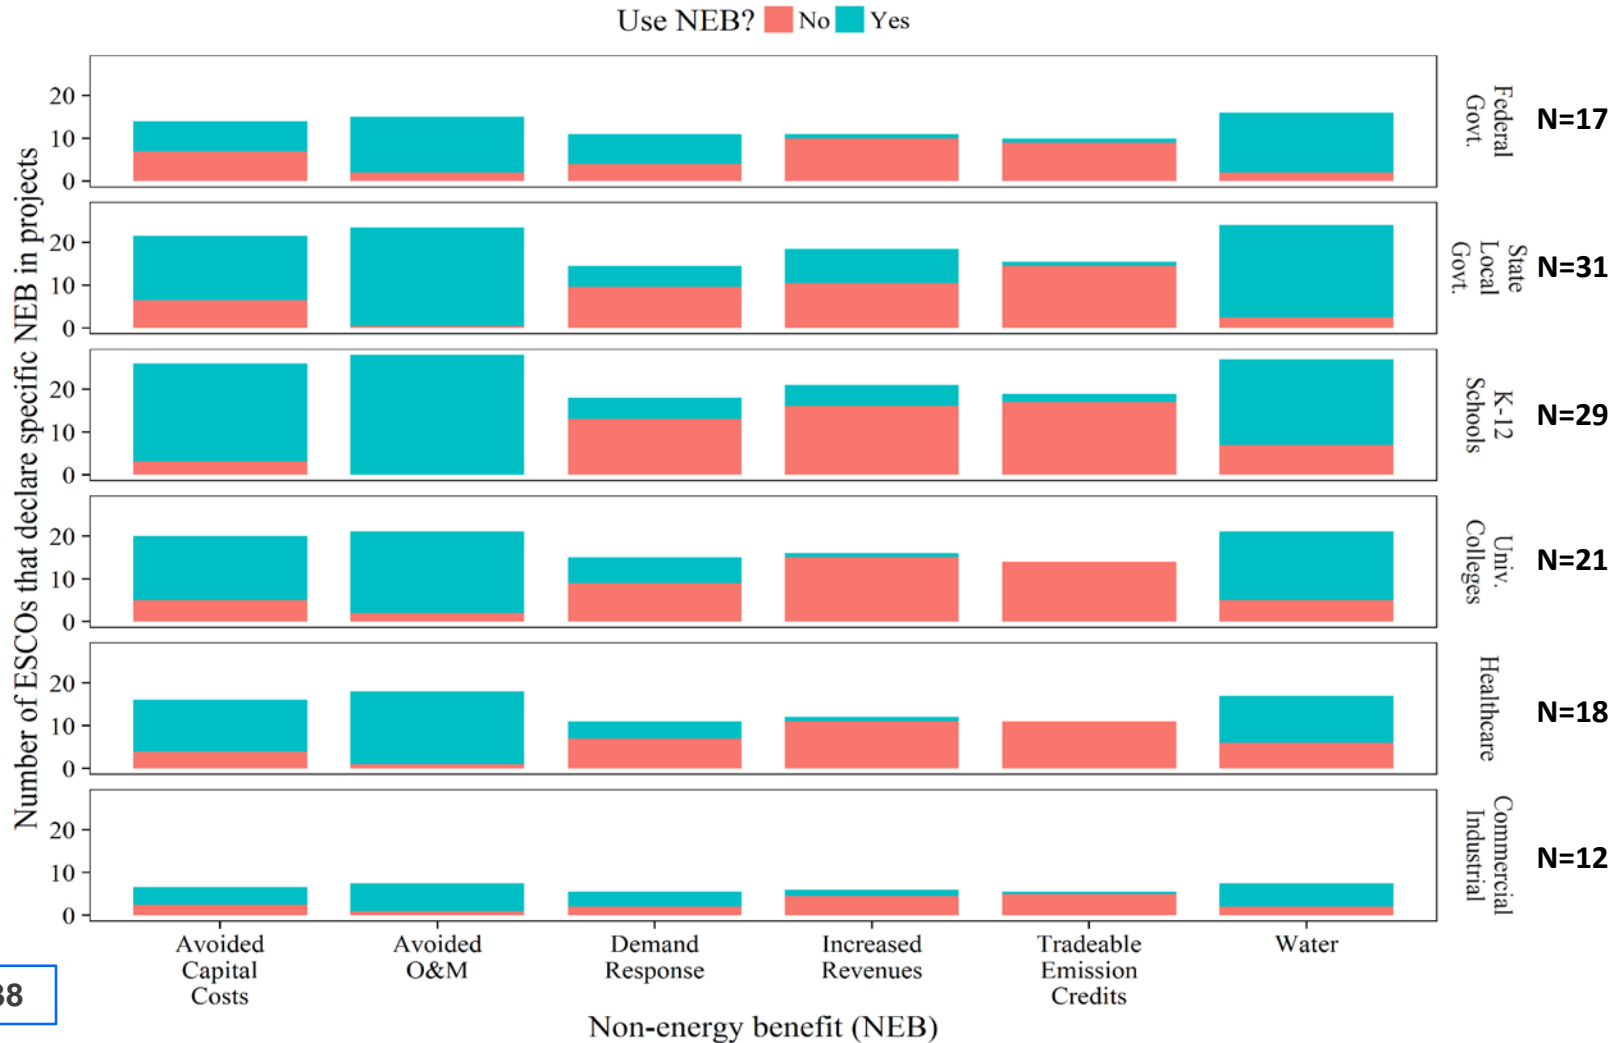 Use NEB? No Yes
Number of ESCOs that declare specific NEB in projects
20
10
0
Federal
Govt.
N=17
20
10
0
State
Local
Govt.
N=31
20
10
0
K-12
Schools
N=29
20
10
0
Univ.
Colleges
N=21
20
10
0
Healthcare
N=18
20
10
0
Commercial
Industrial
N=12
Avoided
Capital
Costs
Avoided
O&M
Demand
Response
Increased
Revenues
Tradeable
Emission
Credits
Water
Non-energy benefit (NEB)